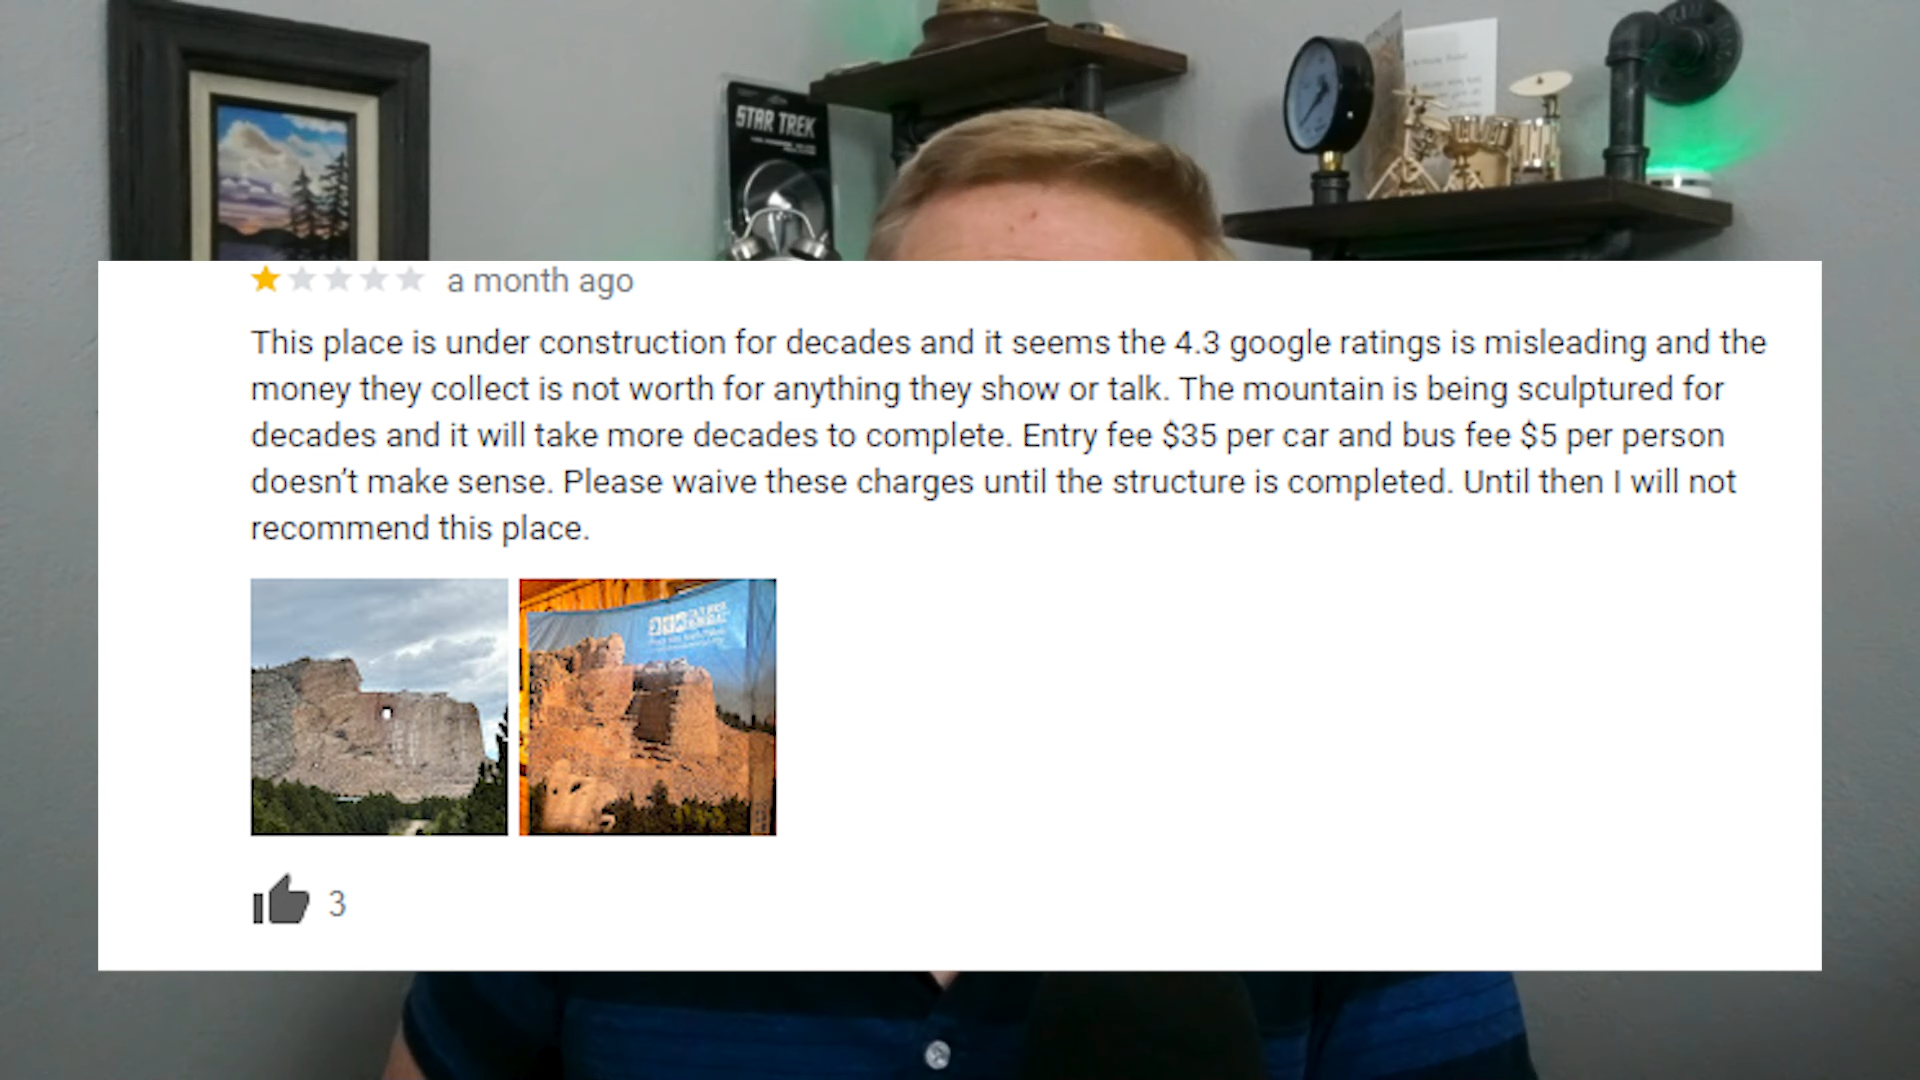 STAR TREK
a month ago
This place is under construction for decades and it seems the 4.3 google ratings is misleading and the
money they collect is not worth for anything they show or talk. The mountain is being sculptured for
decades and it will take more decades to complete. Entry fee $35 per car and bus fee $5 per person
doesn't make sense. Please waive these charges until the structure is completed. Until then I will not
recommend this place.
3